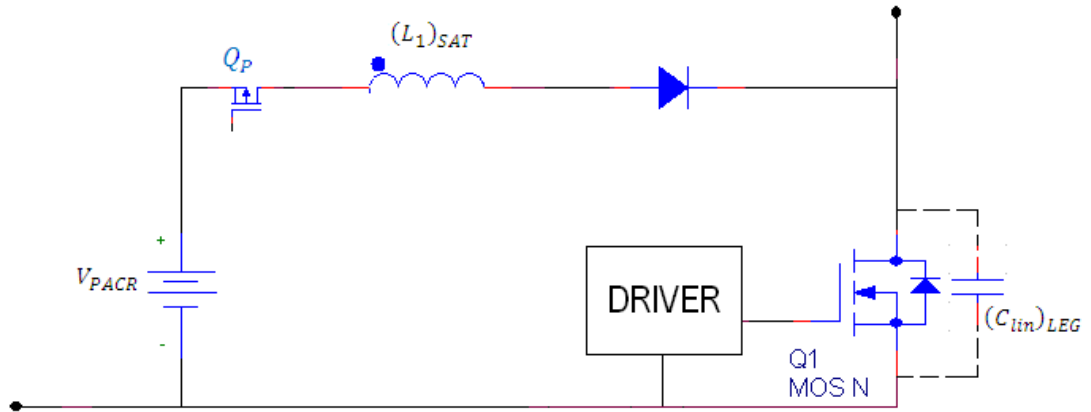 (L₁)SAT
QP
+
VPACR
-
DRIVER
(Clin)LEG
Q1
MOS N